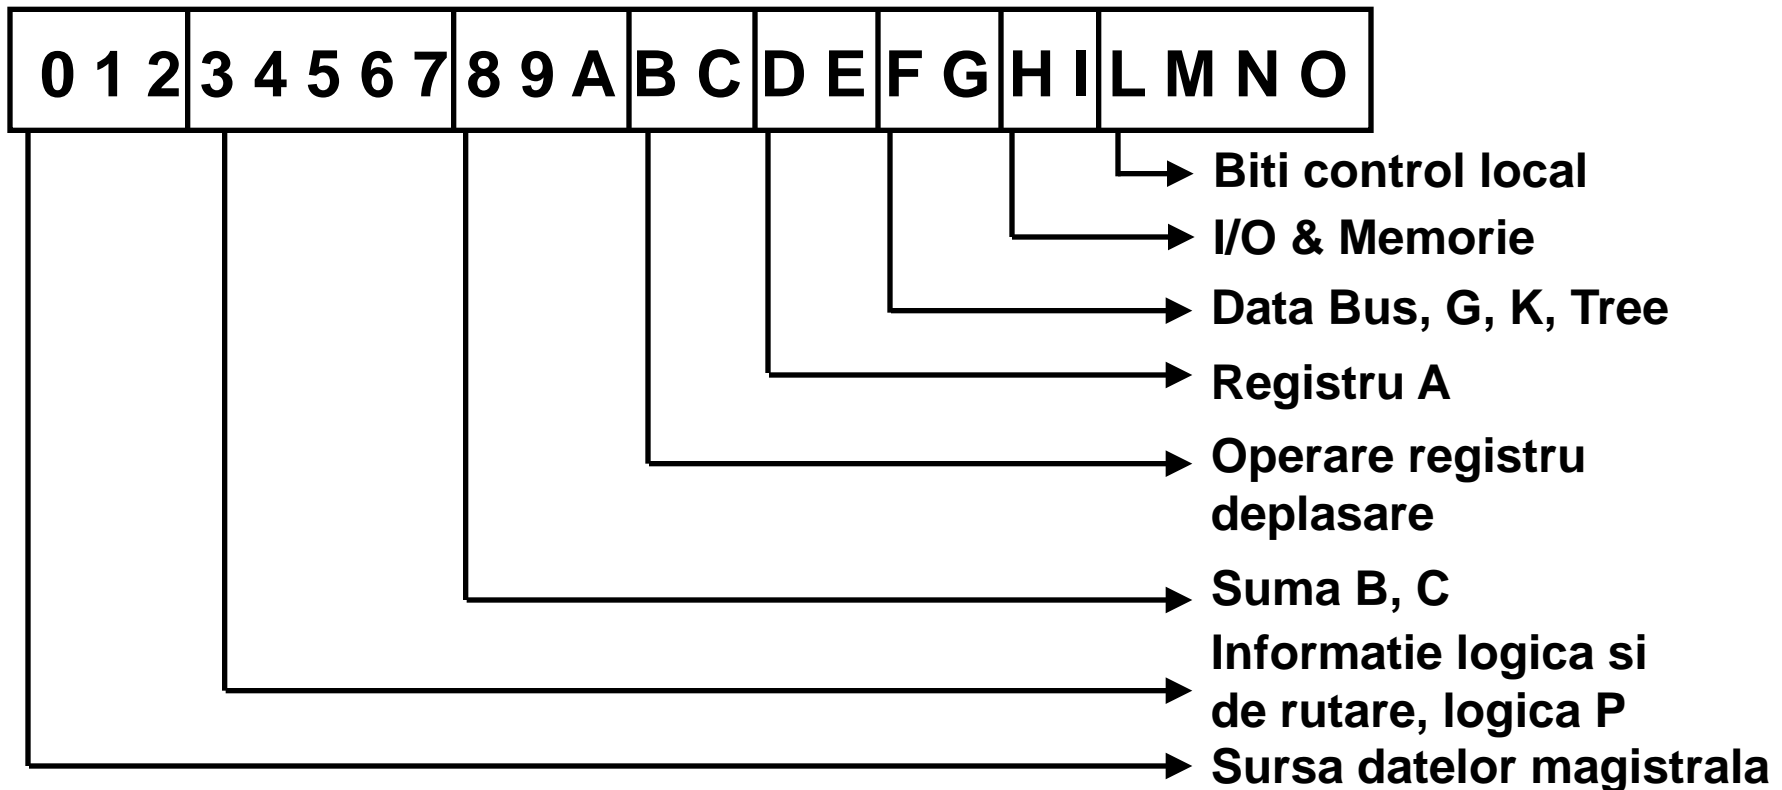 0 1 2 3 4 5 6 7 8 9 A B C D E F G H I L M N O
Biti control local
I/O & Memorie
Data Bus, G, K, Tree
Registru A
Operare registru
deplasare
Suma B, C
Informatie logica si
de rutare, logica P
Sursa datelor magistrala